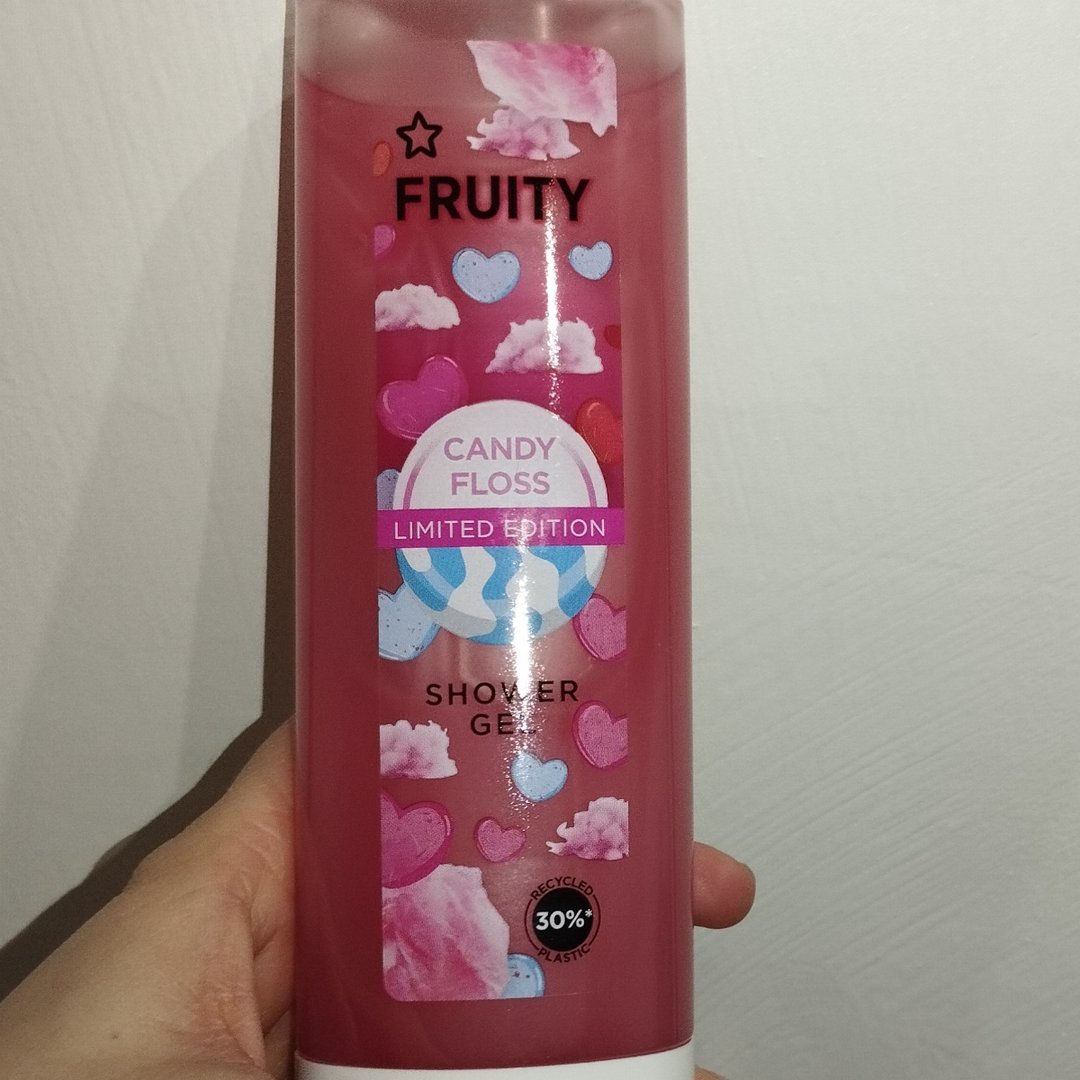 FRUITY
CANDY
FLOSS
LIMITED EDITION
SHOWER
GEL
RECYCLED
30%*
PLASTIC